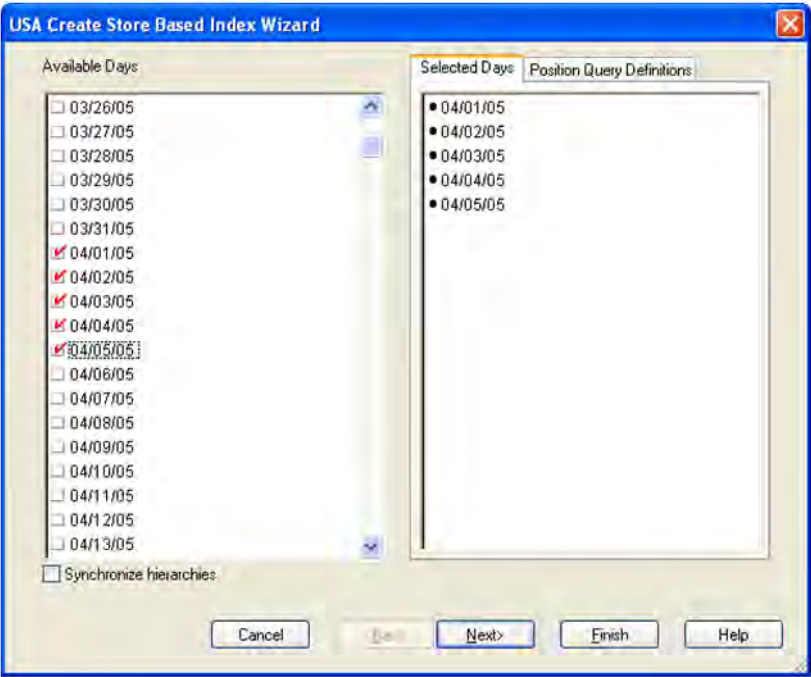 USA Create Store Based Index Wizard
Available Days
03/26/05
03/27/05
03/28/05
03/29/05
03/30/05
03/31/05
04/01/05
04/02/05
04/03/05
04/04/05
04/05/05
04/06/05
04/07/05
04/08/05
04/09/05
04/10/05
04/11/05
04/12/05
04/13/05
Synchronize hierarchies
Selected Days
Position Query Definitions
04/01/05
04/02/05
04/03/05
04/04/05
04/05/05
Cancel
Next>
Finish
Help